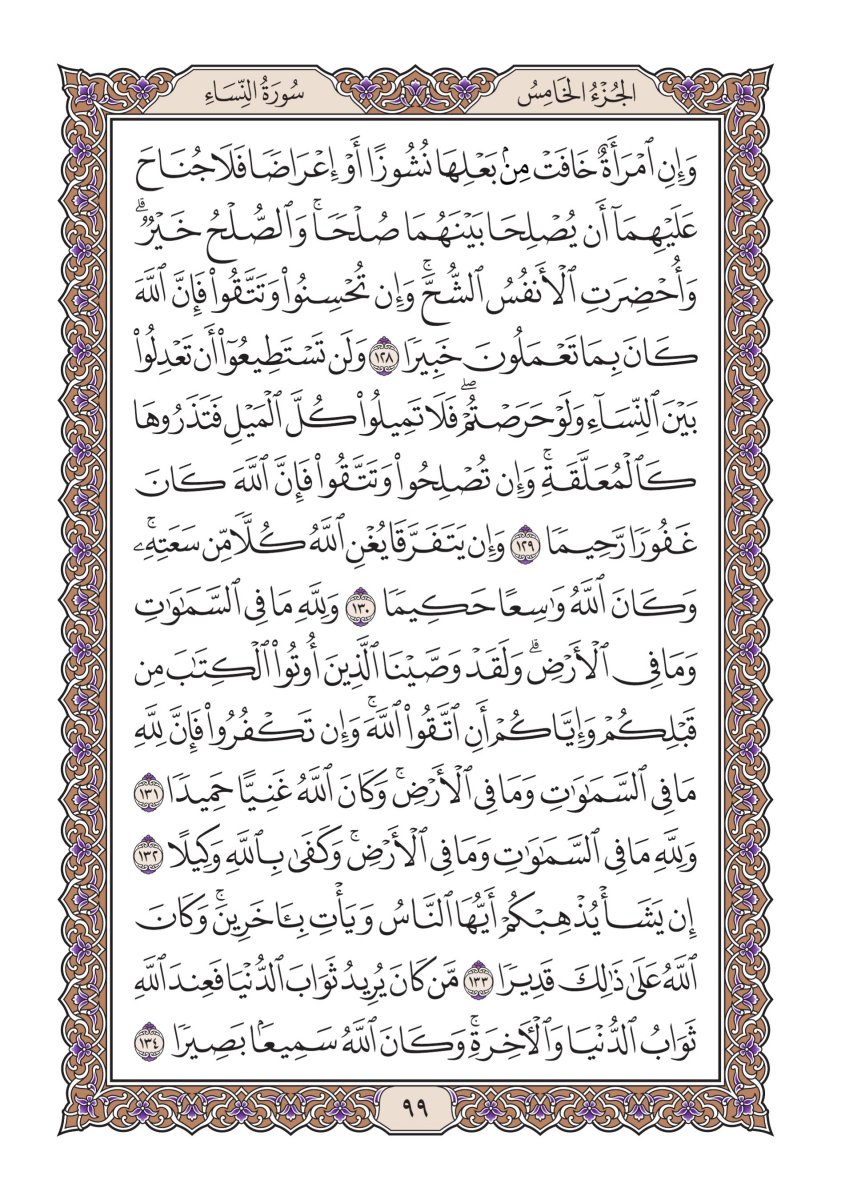 الجُزْءُ الخَامِسُ
سُورَةُ النِّسَاءِ
وَإِنِ ٱمۡرَأَةٌ خَافَتۡ مِنۢ بَعۡلِهَا نُشُوزًا أَوۡ إِعۡرَاضٗا فَلَا جُنَاحَ
عَلَيۡهِمَآ أَن يُصۡلِحَا بَيۡنَهُمَا صُلۡحٗاۚ وَٱلصُّلۡحُ خَيۡرٞۗ
وَأُحۡضِرَتِ ٱلۡأَنفُسُ ٱلشُّحَّۚ وَإِن تُحۡسِنُواْ وَتَتَّقُواْ فَإِنَّ ٱللَّهَ
كَانَ بِمَا تَعۡمَلُونَ خَبِيرٗا ١٢٨ وَلَن تَسۡتَطِيعُوٓاْ أَن تَعۡدِلُواْ
بَيۡنَ ٱلنِّسَآءِ وَلَوۡ حَرَصۡتُمۡۖ فَلَا تَمِيلُواْ كُلَّ ٱلۡمَيۡلِ فَتَذَرُوهَا
كَٱلۡمُعَلَّقَةِۚ وَإِن تُصۡلِحُواْ وَتَتَّقُواْ فَإِنَّ ٱللَّهَ كَانَ
غَفُورٗا رَّحِيمٗا ١٢٩ وَإِن يَتَفَرَّقَا يُغۡنِ ٱللَّهُ كُلّٗا مِّن سَعَتِهِۦۚ
وَكَانَ ٱللَّهُ وَٰسِعًا حَكِيمٗا ١٣٠ وَلِلَّهِ مَا فِي ٱلسَّمَٰوَٰتِ
وَمَا فِي ٱلۡأَرۡضِۗ وَلَقَدۡ وَصَّيۡنَا ٱلَّذِينَ أُوتُواْ ٱلۡكِتَٰبَ مِن
قَبۡلِكُمۡ وَإِيَّاكُمۡ أَنِ ٱتَّقُواْ ٱللَّهَۚ وَإِن تَكۡفُرُواْ فَإِنَّ لِلَّهِ
مَا فِي ٱلسَّمَٰوَٰتِ وَمَا فِي ٱلۡأَرۡضِۚ وَكَانَ ٱللَّهُ غَنِيًّا حَمِيدٗا ١٣١
وَلِلَّهِ مَا فِي ٱلسَّمَٰوَٰتِ وَمَا فِي ٱلۡأَرۡضِۚ وَكَفَىٰ بِٱللَّهِ وَكِيلًا ١٣٢
إِن يَشَأۡ يُذۡهِبۡكُمۡ أَيُّهَا ٱلنَّاسُ وَيَأۡتِ بِـَٔاخَرِينَۚ وَكَانَ
ٱللَّهُ عَلَىٰ ذَٰلِكَ قَدِيرٗا ١٣٣ مَّن كَانَ يُرِيدُ ثَوَابَ ٱلدُّنۡيَا فَعِندَ ٱللَّهِ
ثَوَابُ ٱلدُّنۡيَا وَٱلۡأٓخِرَةِۚ وَكَانَ ٱللَّهُ سَمِيعَۢا بَصِيرٗا ١٣٤
٩٩